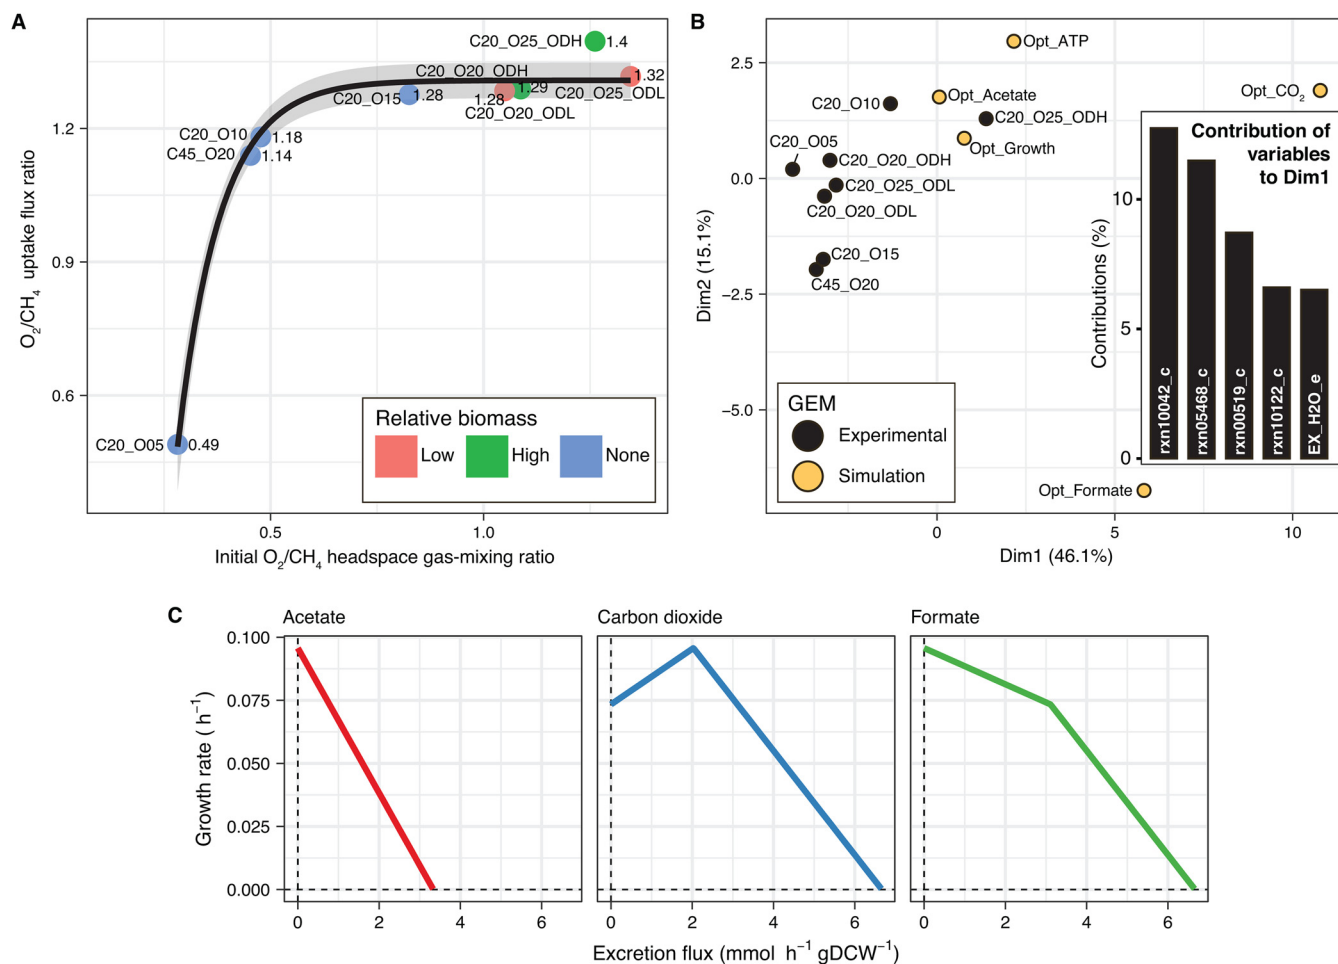 A
C20_O25_ODH
1.4
C20_O20_ODH
1.32
C20_O15
1.28
1.28
1.29
C20_O25_ODL
C20_O20_ODL
C20_O10
1.18
C45_O20
1.14
C20_O05
0.49
1.2
0.9
0.6
O2/CH4 uptake flux ratio
Relative biomass
Low
High
None
0.5
1.0
Initial O2/CH4 headspace gas-mixing ratio
B
Opt_ATP
Opt_Acetate
Opt_CO2
C20_O10
C20_O25_ODH
Opt_Growth
C20_O05
C20_O20_ODH
C20_O25_ODL
C20_O20_ODL
C20_O15
C45_O20
Opt_Formate
2.5
0.0
−2.5
−5.0
Dim2 (15.1%)
GEM
Experimental
Simulation
0
5
10
Dim1 (46.1%)
Contribution of
variables
to Dim1
10
5
0
Contributions (%)
rxn10042_c
rxn05468_c
rxn00519_c
rxn10122_c
EX_H2O_e
C
Acetate
Carbon dioxide
Formate
0.100
0.075
0.050
0.025
0.000
Growth rate ( h−1)
0
2
4
6
0
2
4
6
0
2
4
6
Excretion flux (mmol h−1 gDCW−1)